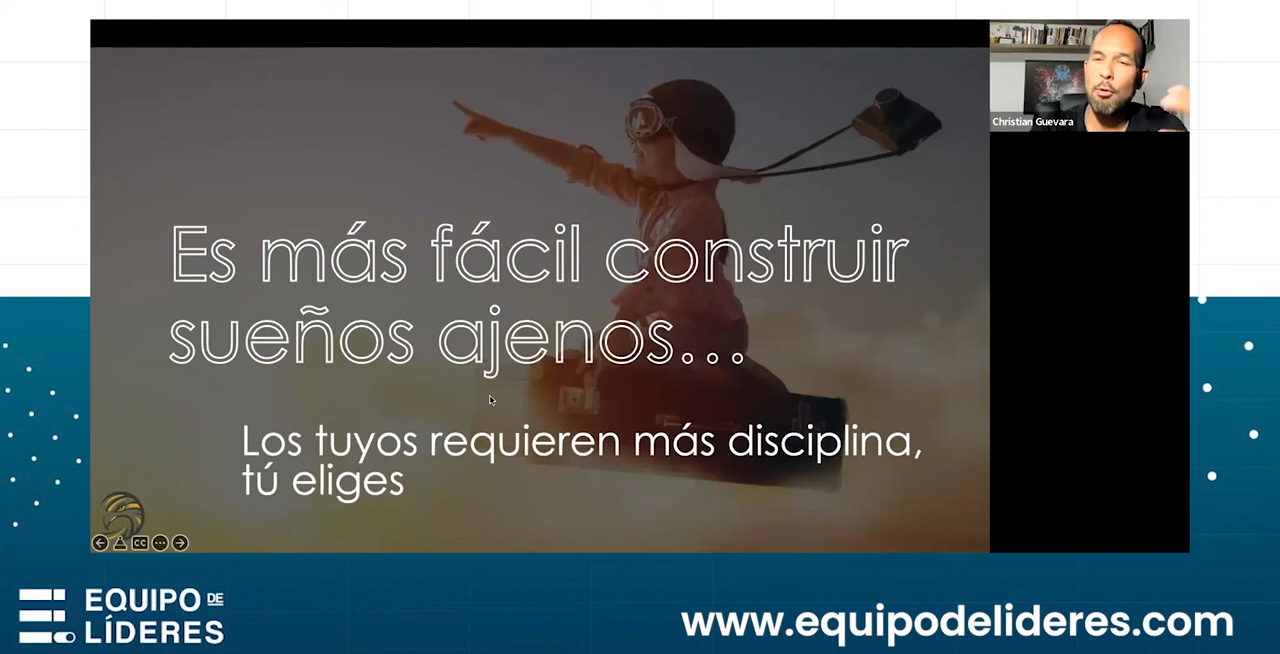 Christian Guevara
Es más fácil construir
sueños ajenos...
Los tuyos requieren más disciplina,
tú eliges
CC
EQUIPO DE
LÍDERES
www.equipodelideres.com